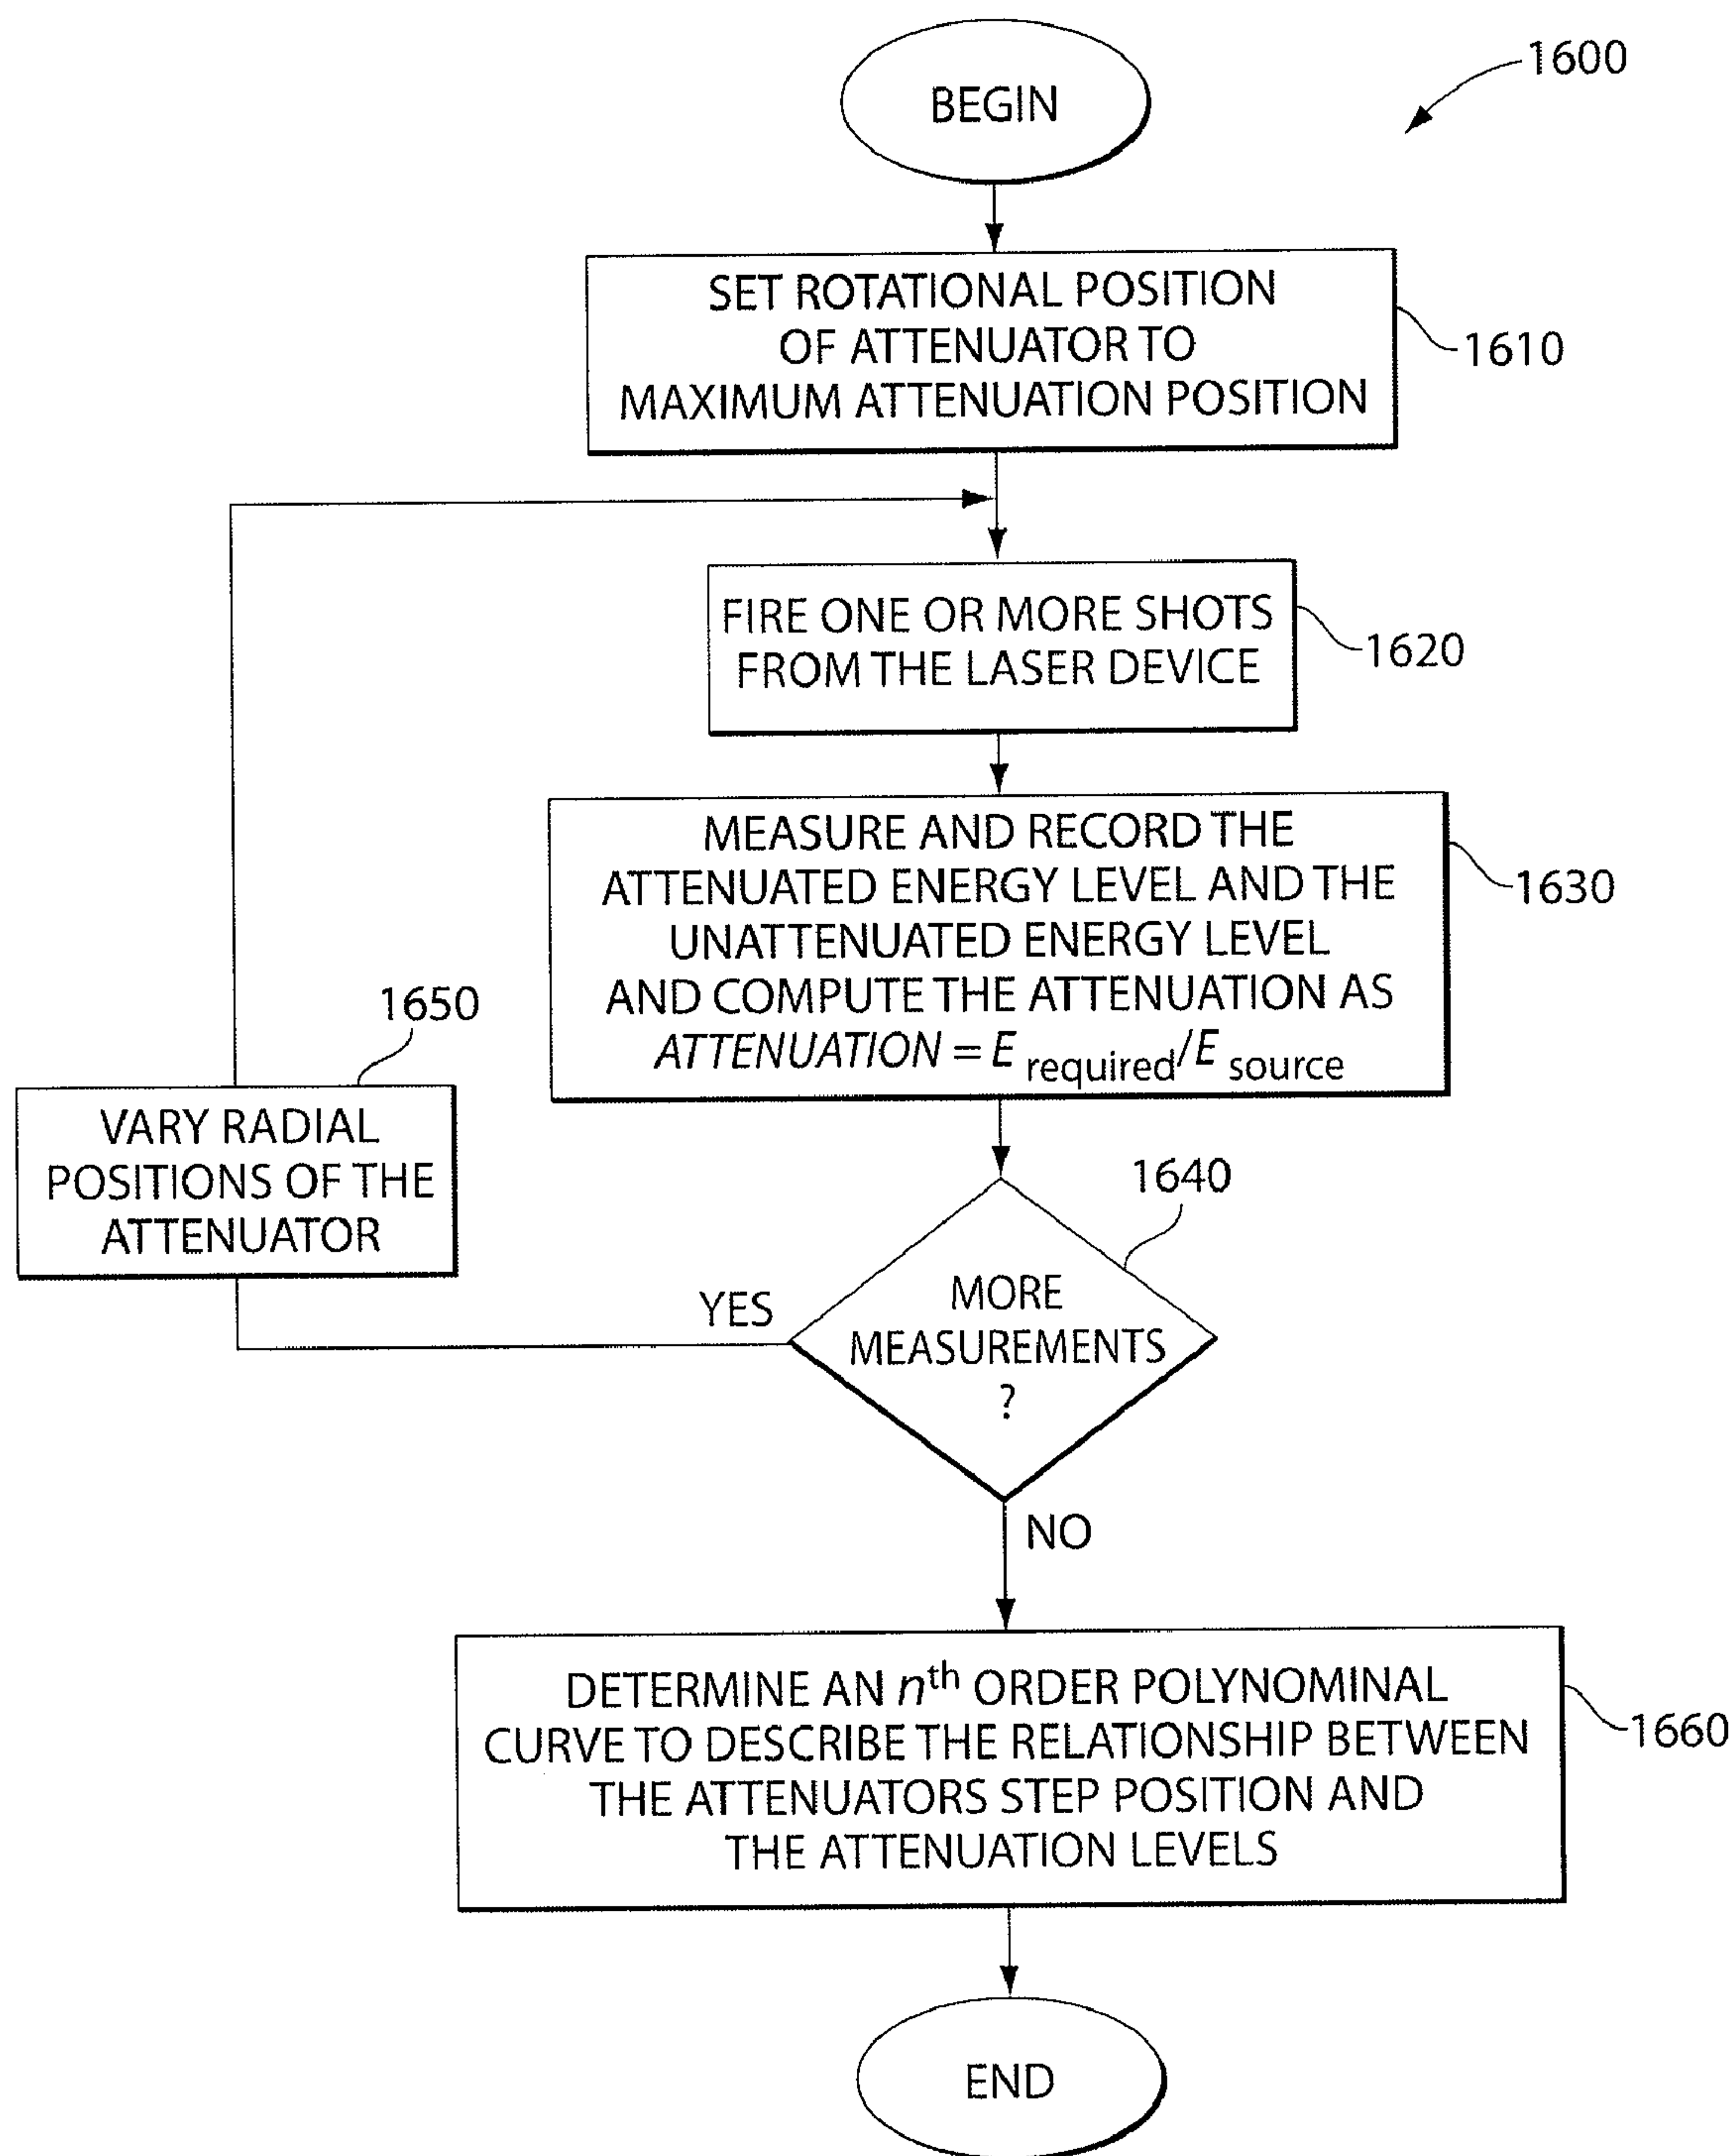 BEGIN
1600
SET ROTATIONAL POSITION
OF ATTENUATOR TO
MAXIMUM ATTENUATION POSITION
1610
FIRE ONE OR MORE SHOTS
FROM THE LASER DEVICE
1620
MEASURE AND RECORD THE
ATTENUATED ENERGY LEVEL AND THE
UNATTENUATED ENERGY LEVEL
AND COMPUTE THE ATTENUATION AS
ATTENUATION = E required/E source
1630
1650
VARY RADIAL
POSITIONS OF THE
ATTENUATOR
1640
MORE
MEASUREMENTS
?
YES
NO
DETERMINE AN nth ORDER POLYNOMINAL
CURVE TO DESCRIBE THE RELATIONSHIP BETWEEN
THE ATTENUATORS STEP POSITION AND
THE ATTENUATION LEVELS
1660
END